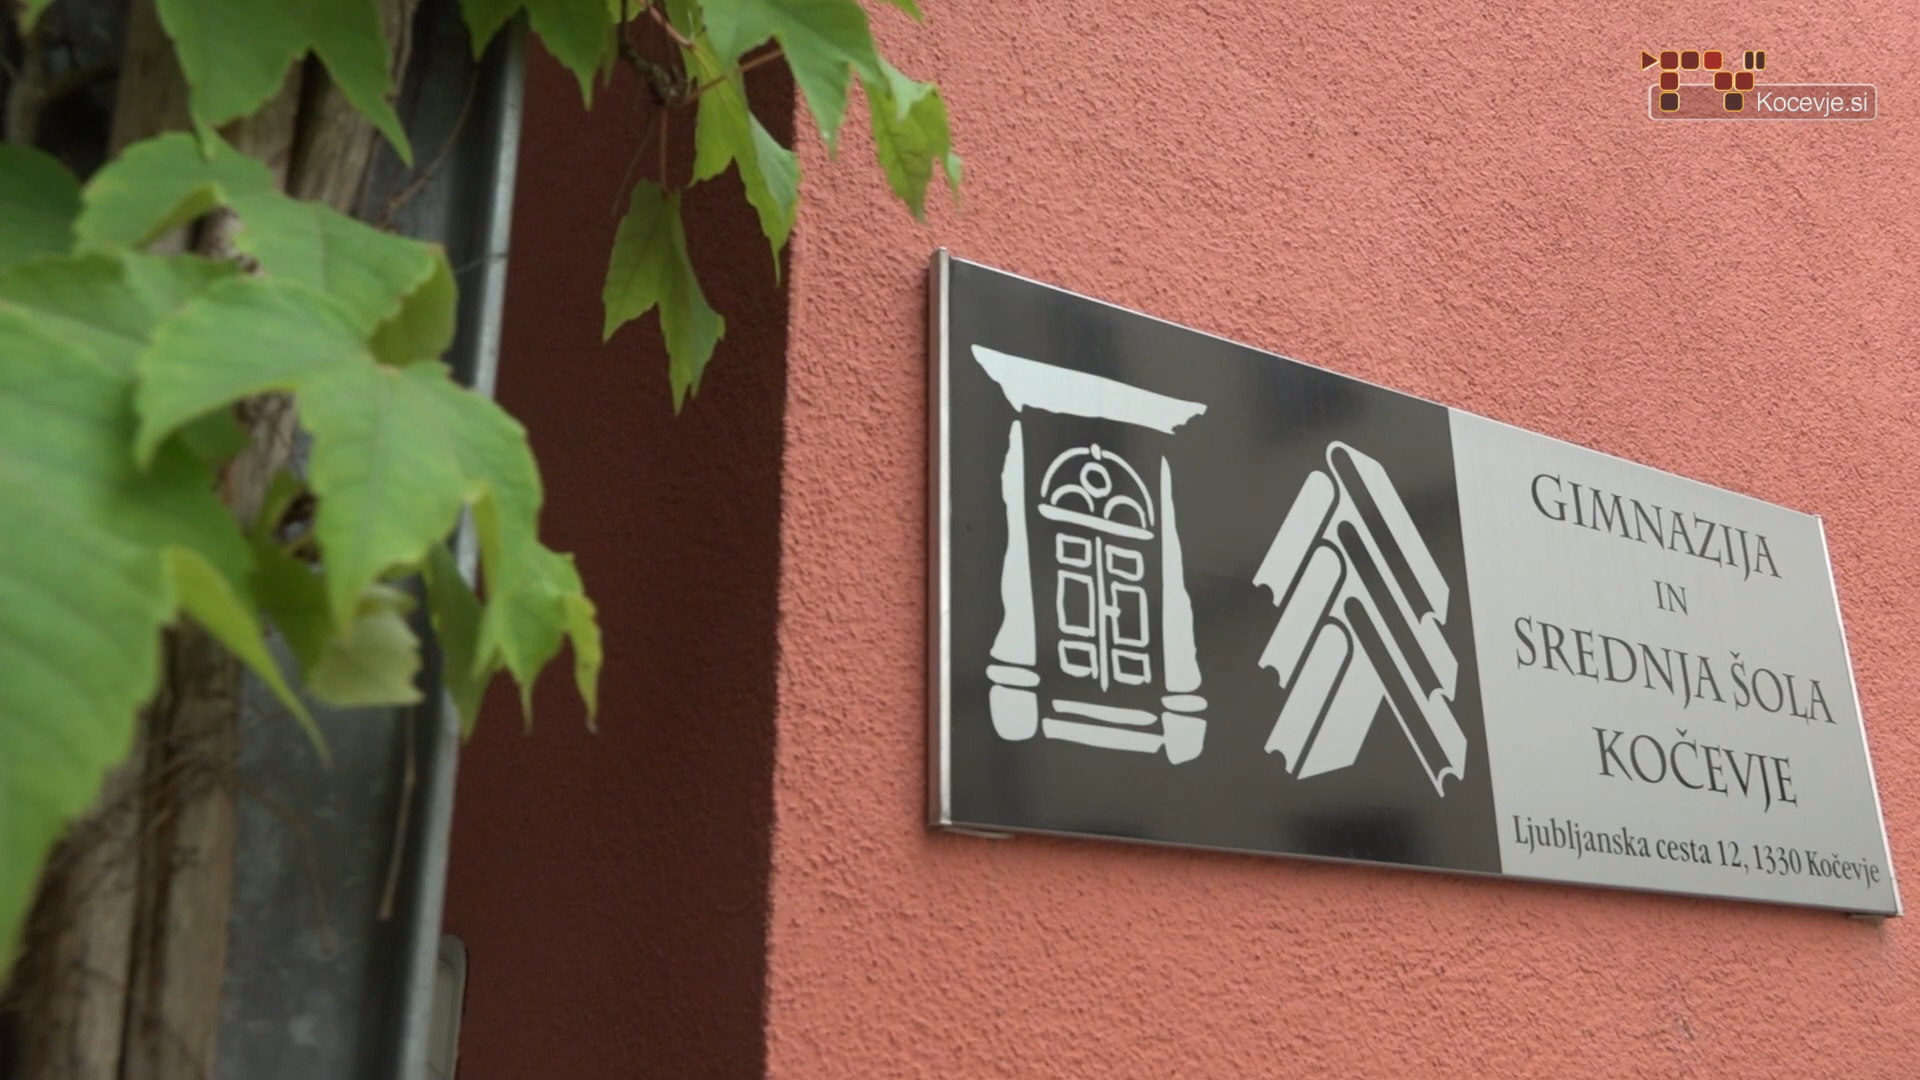 Kocevje.si
GIMNAZIJA
IN
SREDNJA ŠOLA
KOČEVJE
Ljubljanska cesta 12, 1330 Kočevje